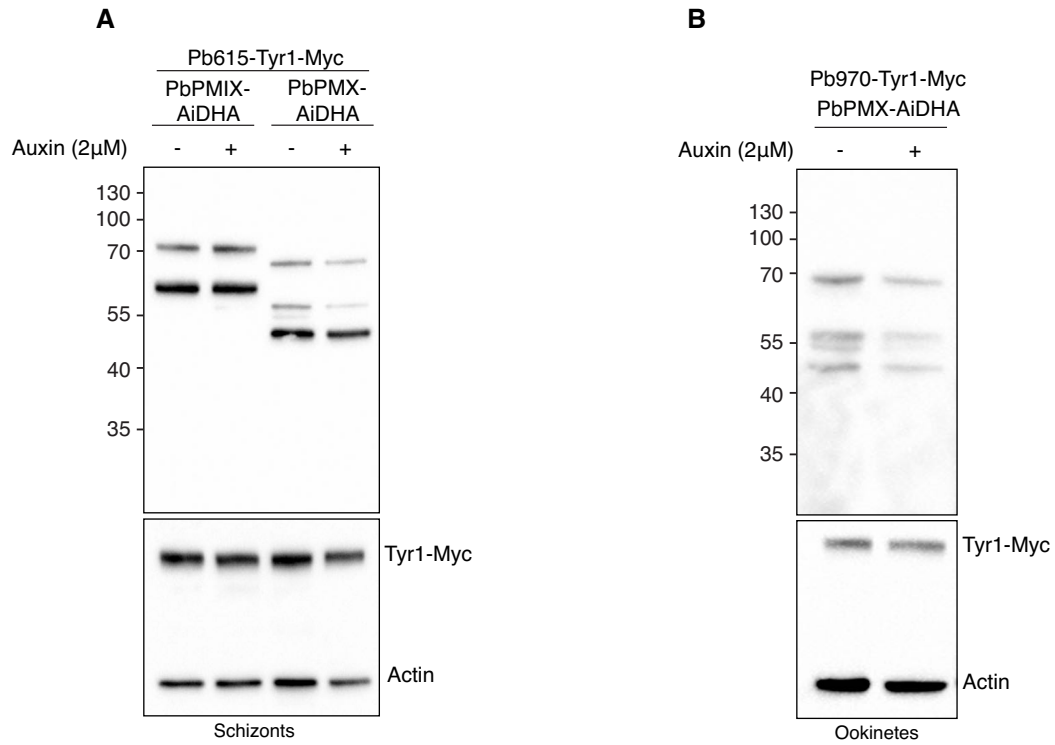 A
Pb615-Tyr1-Myc
PbPMIX-AiDHA
PbPMX-AiDHA
Auxin (2µM) - + - +
130
100
70
55
40
35
Tyr1-Myc
Actin
Schizonts
B
Pb970-Tyr1-Myc
PbPMX-AiDHA
Auxin (2µM) - +
130
100
70
55
40
35
Tyr1-Myc
Actin
Ookinetes